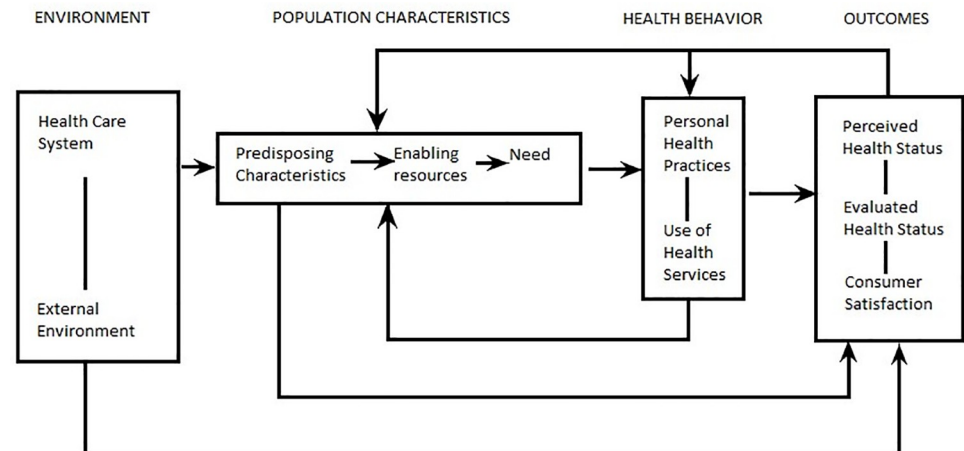 ENVIRONMENT
POPULATION CHARACTERISTICS
HEALTH BEHAVIOR
OUTCOMES
Health Care
System
External
Environment
Predisposing
Characteristics
Enabling
resources
Need
Personal
Health
Practices
Use of
Health
Services
Perceived
Health Status
Evaluated
Health Status
Consumer
Satisfaction